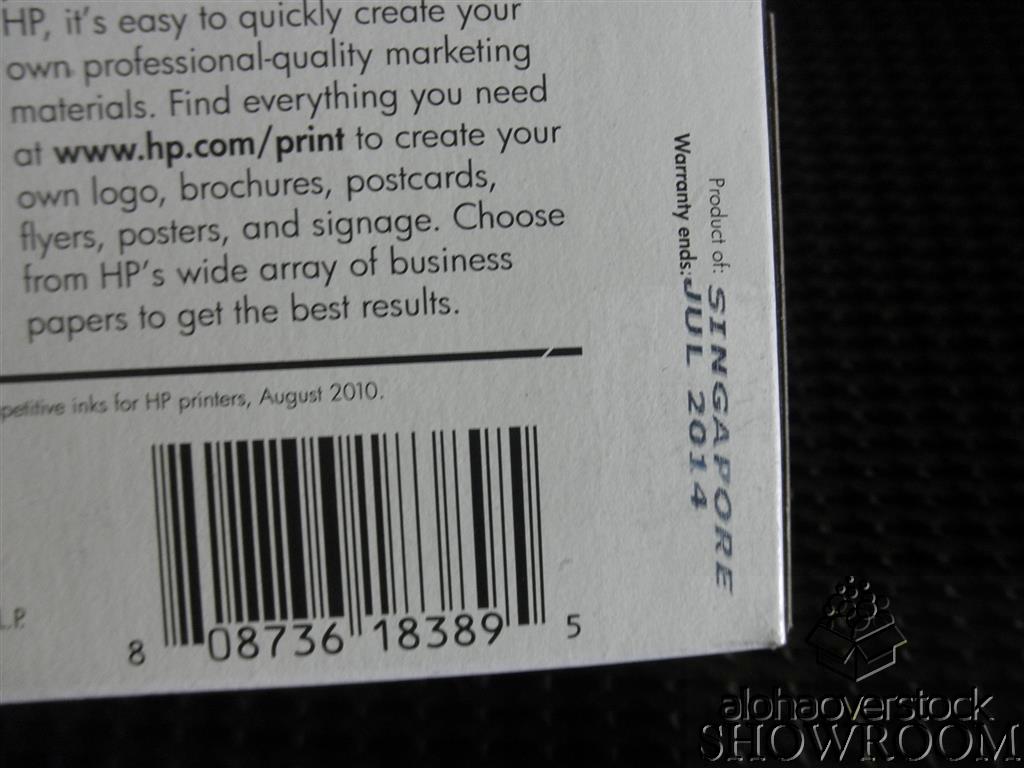 HP, it's easy to quickly create your
own professional-quality marketing
materials. Find everything you need
at www.hp.com/print to create your
own logo, brochures, postcards,
flyers, posters, and signage. Choose
from HP's wide array of business
papers to get the best results.
petitive inks for HP printers, August 2010.
L.P.
8 08736 18389 5
Product of: SINGAPORE
Warranty ends: JUL 2014
alohaoverstock
SHOWROOM